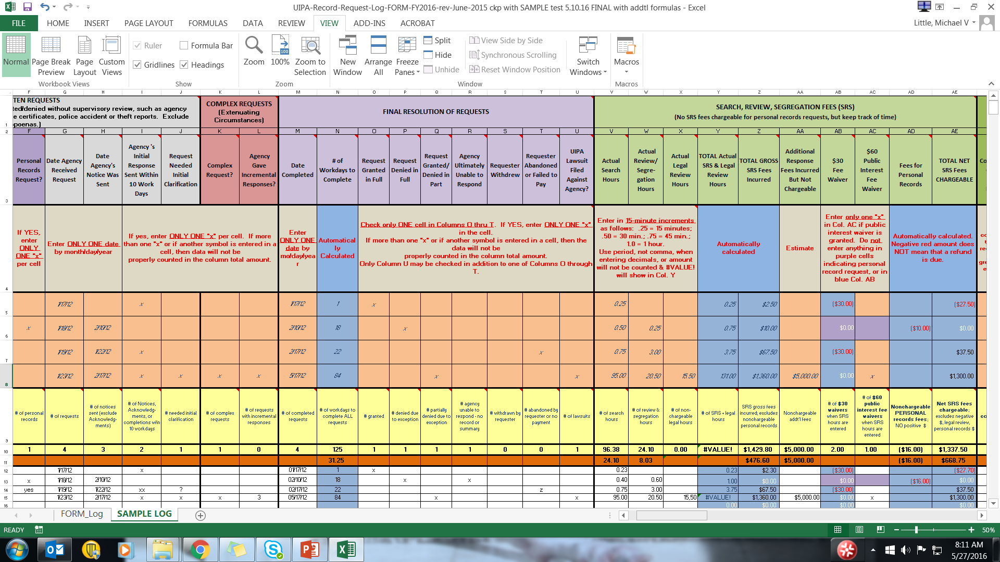 UIPA-Record-Request-Log-FORM-FY2016-rev-June-2015 ckp with SAMPLE test 5.10.16 FINAL with addtl formulas - Excel
FILE HOME INSERT PAGE LAYOUT FORMULAS DATA REVIEW VIEW ADD-INS ACROBAT Little, Michael V
Normal
Page Break Preview
Page Layout
Custom Views
Workbook Views
Ruler
Formula Bar
Gridlines
Headings
Show
Zoom
100%
Zoom to Selection
Zoom
New Window
Arrange All
Freeze Panes
Split
Hide
Unhide
View Side by Side
Synchronous Scrolling
Reset Window Position
Window
Switch Windows
Macros
Macros
F G H I J K L M N O P Q R S T U V W X Y Z AA AB AC AD AE
1
TEN REQUESTS
ted/denied without supervisory review, such as agency
e certificates, police accident or theft reports. Exclude
poenas.)
COMPLEX REQUESTS
(Extenuating
Circumstances)
FINAL RESOLUTION OF REQUESTS
SEARCH, REVIEW, SEGREGATION FEES (SRS)
(No SRS fees chargeable for personal records requests, but keep track of time)
2 F G H I J K L M N O P Q R S T U V W X Y Z AA AB AC AD AE
3
Personal Records Request?
Date Agency Received Request
Date Agency's Notice Was Sent
Agency 's Initial Response Sent Within 10 Work Days
Request Needed Initial Clarification
Complex Request?
Agency Gave Incremental Responses?
Date Completed
# of Workdays to Complete
Request Granted in Full
Request Denied in Full
Request Granted/ Denied in Part
Agency Ultimately Unable to Respond
Requester Withdrew
Requester Abandoned or Failed to Pay
UIPA Lawsuit Filed Against Agency?
Actual Search Hours
Actual Review/ Segre- gation Hours
Actual Legal Review Hours
TOTAL Actual SRS & Legal Review Hours
TOTAL GROSS SRS Fees Incurred
Additional Response Fees Incurred But Not Chargeable
$30 Fee Waiver
$60 Public Interest Fee Waiver
Fees for Personal Records
TOTAL NET SRS Fees CHARGEABLE
Co
4
If YES, enter ONLY ONE "x" per cell
Enter ONLY ONE date by month/day/year
If yes, enter ONLY ONE "x" per cell. If more
than one "x" or if another symbol is entered in a
cell, then data will not be
properly counted in the column total amount.
Enter ONLY ONE date by mo/day/yea r
Automatical ly Calculated
Check only ONE cell in Columns O thru T. If YES, enter ONLY ONE "x"
in the cell.
If more than one "x" or if another symbol is entered in a cell, then the
data will not be
properly counted in the column total amount.
Only Column U may be checked in addition to one of Columns O through
T.
Enter in 15-minute increments
as follows: .25 = 15 minutes;
.50 = 30 min.; .75 = 45 min.;
1.0 = 1 hour.
Use period, not comma, when
entering decimals, or amount
will not be counted & #VALUE!
will show in Col. Y
Automatically calculated
Estimate
Enter only one "x"
in Col. AC if public
interest waiver is
granted. Do not
enter anything in
purple cells
indicating personal
record request, or in
blue Col. AB
Automatically calculated.
Negative red amount does
NOT mean that a refund
is due.
5 1/17/12 x 1/17/12 1 x 0.25 0.25 $2.50 ($30.00) ($27.50)
6 x 1/18/12 2/10/12 2/10/12 18 x 0.50 0.25 0.75 $10.00 $0.00 ($10.00) $0.00
7 1/19/12 1/23/12 x 2/17/12 22 x 0.75 3.00 3.75 $67.50 ($30.00) $37.50
8 1/23/12 2/17/12 x x x x 5/17/12 84 x x 95.00 20.50 15.50 131.00 $1,360.00 $5,000.00 $0.00 x $1,300.00
9
# of personal records
# of requests
# of notices sent (exclude Acknowledg- ments)
# of Notices, Acknowledg- ments, or completions w/in 10 workdays
# needed initial clarification
# of complex requests
# of requests with incremental responses
# of completed requests
# of workdays to complete ALL requests
# granted
# denied due to exception
# partially denied due to exception
# agency unable to respond - no record or summary
# withdrawn by requester
# abandoned by requester or no payment
# of lawsuits
# of search hours
# of review & segregation hours
# of non- chargeable legal hours
# of SRS + legal hours
SRS gross fees incurred; excludes nonchargeable personal records
Nonchargeable addt'l fees
# of $30 waivers when SRS hours are entered
# of $60 public interest fee waivers when SRS hours are entered
Nonchargeable PERSONAL records fees; NO positive $
Net SRS fees chargeable; excludes negative $, legal review, personal records $
10 1 4 3 2 1 1 0 4 125 1 1 1 1 0 0 1 96.38 24.10 0.00 #VALUE! $1,429.80 $5,000.00 2.00 1.00 ($16.00) $1,337.50
11 31.25 24.10 8.03 $476.60 $5,000.00 ($16.00) $668.75
12 1/17/12 x 01/17/12 1 x 0.23 0.23 $2.30 ($30.00) ($27.70)
13 x 1/18/12 2/10/12 02/10/12 18 x x 0.40 0.60 1.00 $0.00 $0.00 ($16.00) $0.00
14 yes 1/19/12 1/22/12 xx ? 02/17/12 22 z 0.75 3.00 3.75 $67.50 ($30.00) $37.50
15 1/23/12 2/17/12 x x x 3 05/17/12 84 x x 95.00 20.50 15,50 #VALUE! $1,360.00 $5,000.00 $0.00 x $1,300.00
16 0.00 $0.00 $0.00 $0.00
FORM_Log SAMPLE LOG
READY 50%
8:11 AM
5/27/2016